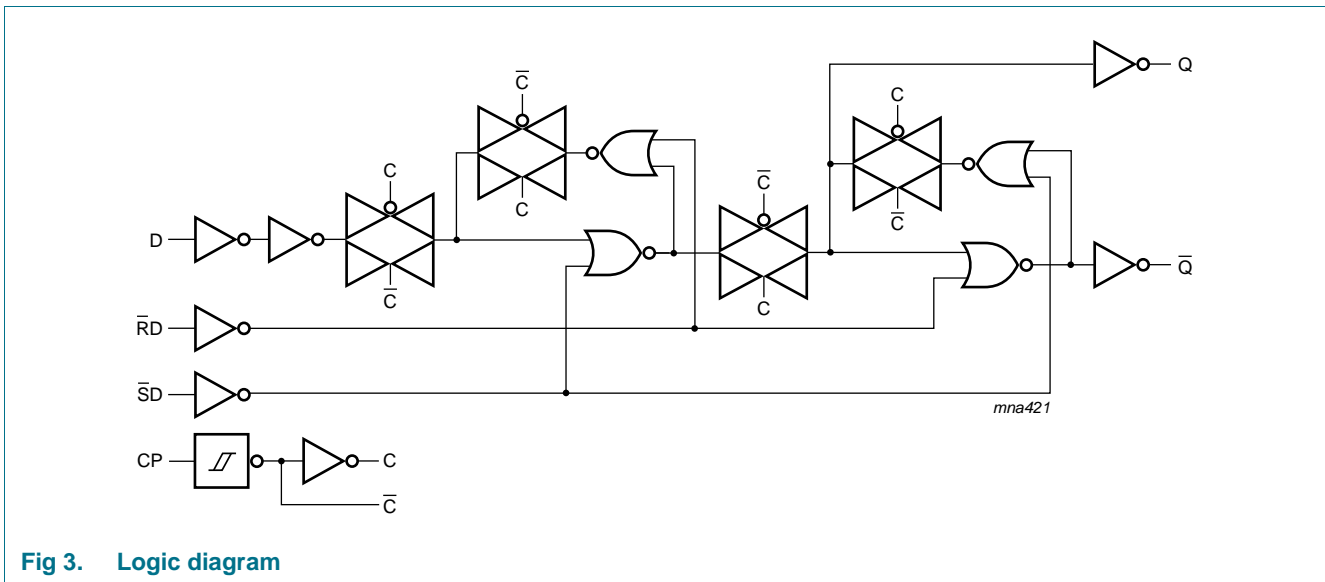 Q
C̅
C
C
C
C̅
C
C̅
D
C̅
C
R̅D
Q̅
S̅D
mna421
CP
C
C̅
Fig 3. Logic diagram